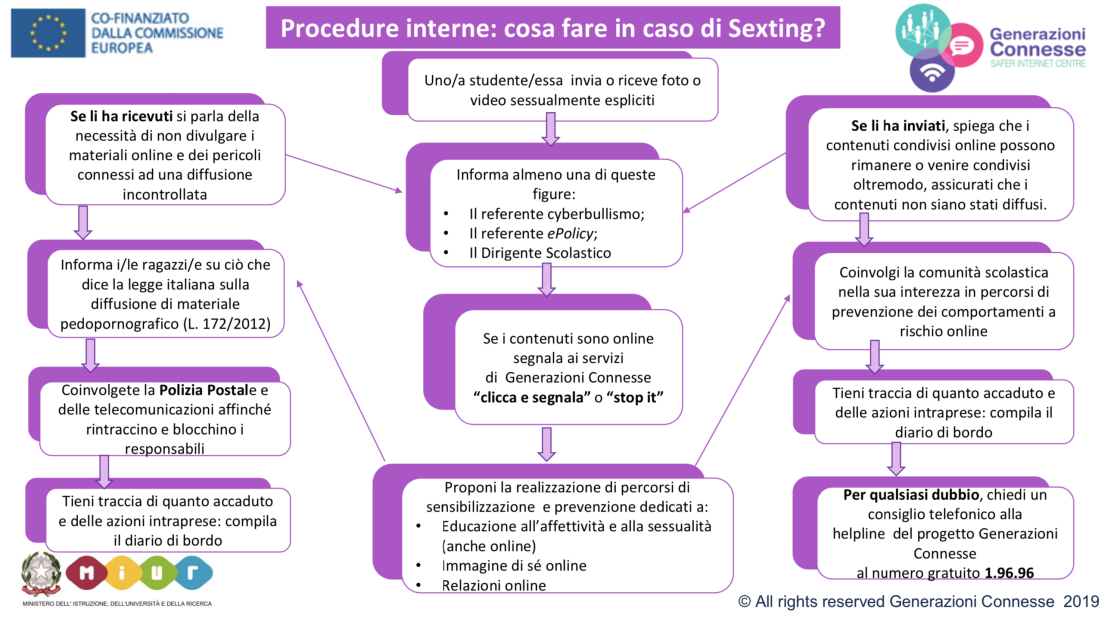 CO-FINANZIATO
DALLA COMMISSIONE
EUROPEA
Procedure interne: cosa fare in caso di Sexting?
Generazioni
Connesse
SAFER INTERNET CENTRE
Uno/a studente/essa invia o riceve foto o
video sessualmente espliciti
Se li ha ricevuti si parla della
necessità di non divulgare i
materiali online e dei pericoli
connessi ad una diffusione
incontrollata
Informa i/le ragazzi/e su ciò che
dice la legge italiana sulla
diffusione di materiale
pedopornografico (L. 172/2012)
Coinvolgete la Polizia Postale e
delle telecomunicazioni affinché
rintraccino e blocchino i
responsabili
Tieni traccia di quanto accaduto
e delle azioni intraprese: compila
il diario di bordo
Informa almeno una di queste
figure:
• Il referente cyberbullismo;
• Il referente ePolicy;
• Il Dirigente Scolastico
Se i contenuti sono online
segnala ai servizi
di Generazioni Connesse
“clicca e segnala” o “stop it”
Proponi la realizzazione di percorsi di
sensibilizzazione e prevenzione dedicati a:
• Educazione all’affettività e alla sessualità
(anche online)
• Immagine di sé online
• Relazioni online
Se li ha inviati, spiega che i
contenuti condivisi online possono
rimanere o venire condivisi
oltremodo, assicurati che i
contenuti non siano stati diffusi.
Coinvolgi la comunità scolastica
nella sua interezza in percorsi di
prevenzione dei comportamenti a
rischio online
Tieni traccia di quanto accaduto e
delle azioni intraprese: compila il
diario di bordo
Per qualsiasi dubbio, chiedi un
consiglio telefonico alla
helpline del progetto Generazioni
Connesse
al numero gratuito 1.96.96
MiUr
MINISTERO DELL' ISTRUZIONE, DELL'UNIVERSITÀ E DELLA RICERCA
© All rights reserved Generazioni Connesse 2019